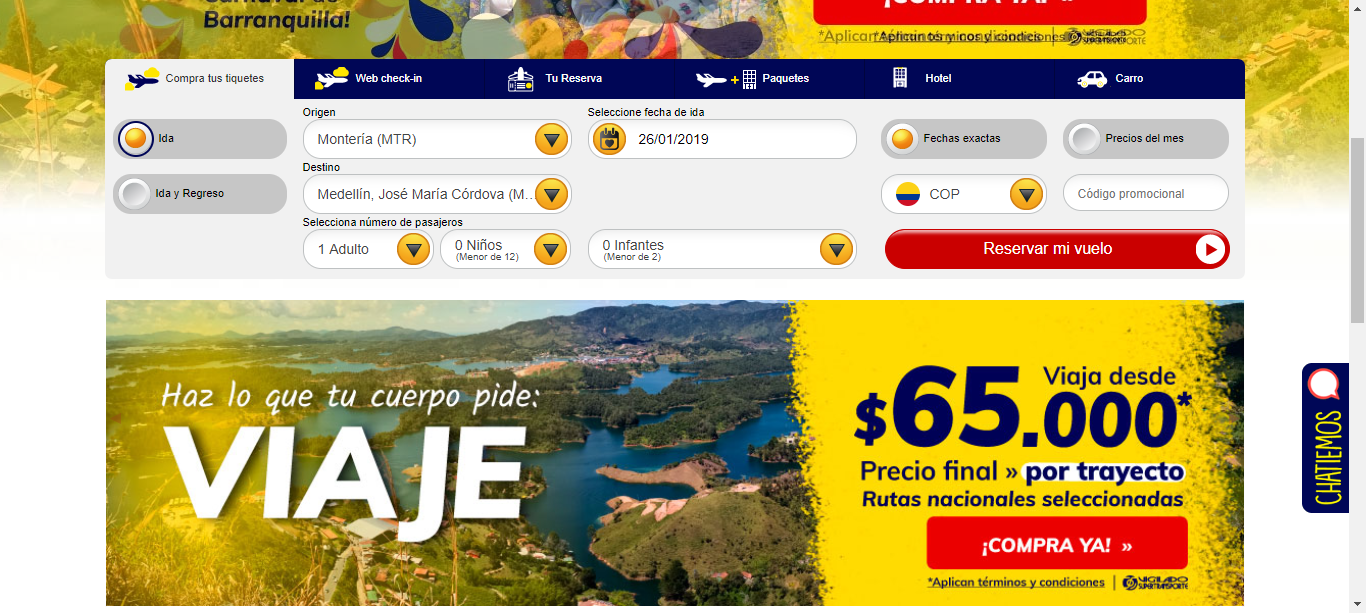 Carnaval de
Barranquilla!
¡COMPRA YA! »
*Aplican términos y condiciones
Compra tus tiquetes
Web check-in
Tu Reserva
Paquetes
Hotel
Carro
Ida
Ida y Regreso
Origen
Montería (MTR)
Destino
Medellín, José María Córdova (M...
Selecciona número de pasajeros
1 Adulto
0 Niños
(Menor de 12)
Seleccione fecha de ida
26/01/2019
0 Infantes
(Menor de 2)
Fechas exactas
Precios del mes
COP
Código promocional
Reservar mi vuelo
Haz lo que tu cuerpo pide:
VIAJE
Viaja desde
$65.000*
Precio final » por trayecto
Rutas nacionales seleccionadas
¡COMPRA YA! »
*Aplican términos y condiciones | VIGILADO
SUPERTRANSPORTE
CHATIEMOS